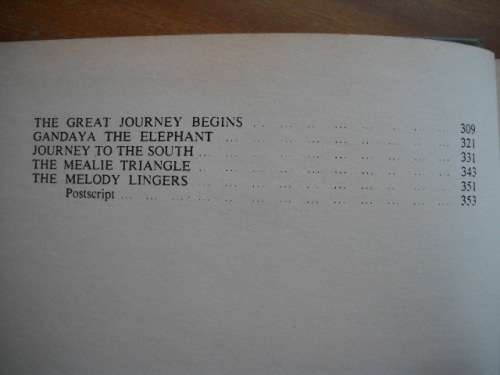 THE GREAT JOURNEY BEGINS ... ... ... ... ... ... ... 309
GANDAYA THE ELEPHANT ... ... ... ... ... ... ... ... 321
JOURNEY TO THE SOUTH ... ... ... ... ... ... ... ... 331
THE MEALIE TRIANGLE ... ... ... ... ... ... ... ... 343
THE MELODY LINGERS ... ... ... ... ... ... ... ... 351
Postscript ... ... ... ... ... ... ... ... ... ... 353